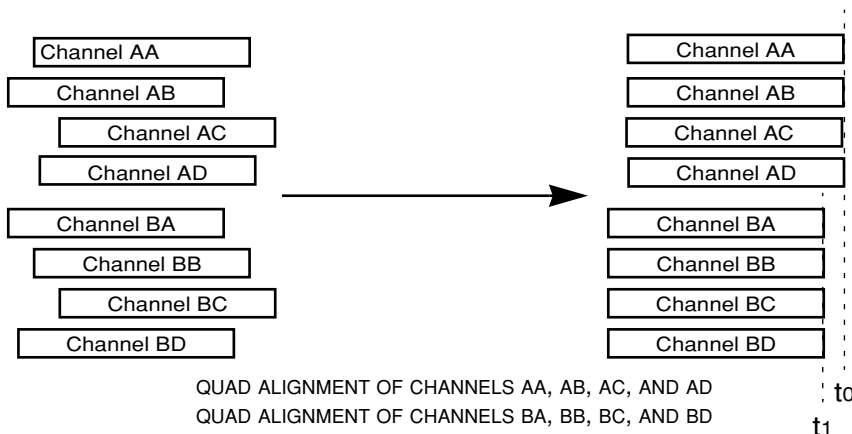 Channel AA
Channel AB
Channel AC
Channel AD
Channel BA
Channel BB
Channel BC
Channel BD
Channel AA
Channel AB
Channel AC
Channel AD
Channel BA
Channel BB
Channel BC
Channel BD
QUAD ALIGNMENT OF CHANNELS AA, AB, AC, AND AD
QUAD ALIGNMENT OF CHANNELS BA, BB, BC, AND BD
t0
t1